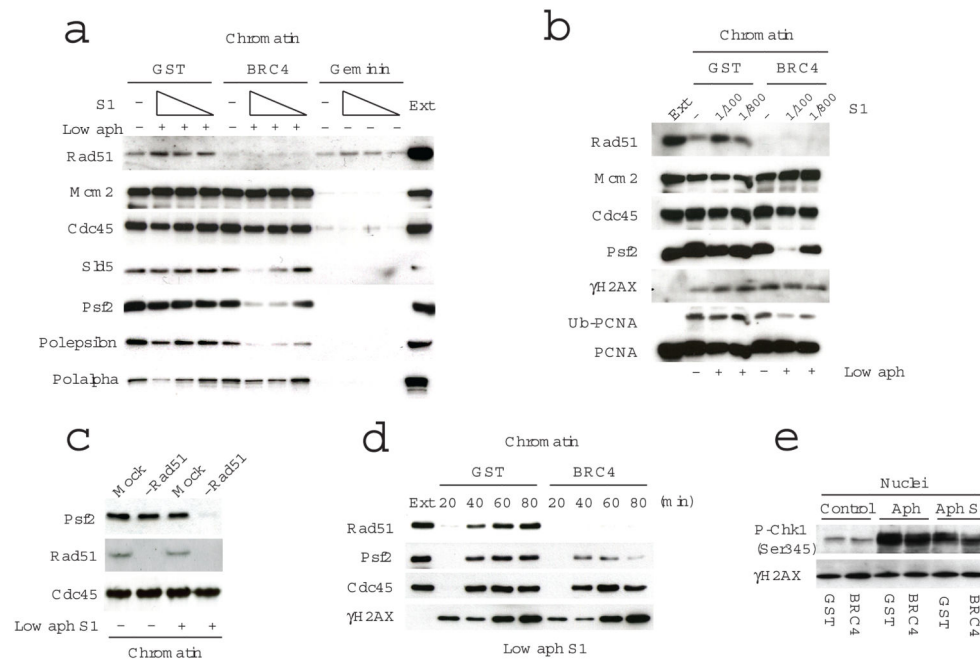 a
Chromatin
GST BRC4 Geminin
S1 − − − Ext
Low aph − + + + − + + + − − − −
Rad51
Mcm2
Cdc45
Sld5
Psf2
Polepsibn
Polalpha
b
Chromatin
GST BRC4
Ext − 1/100 1/800 − 1/100 1/800 S1
Rad51
Mcm2
Cdc45
Psf2
γH2AX
Ub-PCNA
PCNA
− + + − + + Low aph
c
Mock −Rad51 Mock −Rad51
Psf2
Rad51
Cdc45
Low aph S1 − − + +
Chromatin
d
Chromatin
GST BRC4
Ext 20 40 60 80 20 40 60 80 (min)
Rad51
Psf2
Cdc45
γH2AX
Low aph S1
e
Nuclei
Control Aph Aph S
P-Chk1
(Ser345)
γH2AX
GST BRC4 GST BRC4 GST BRC4